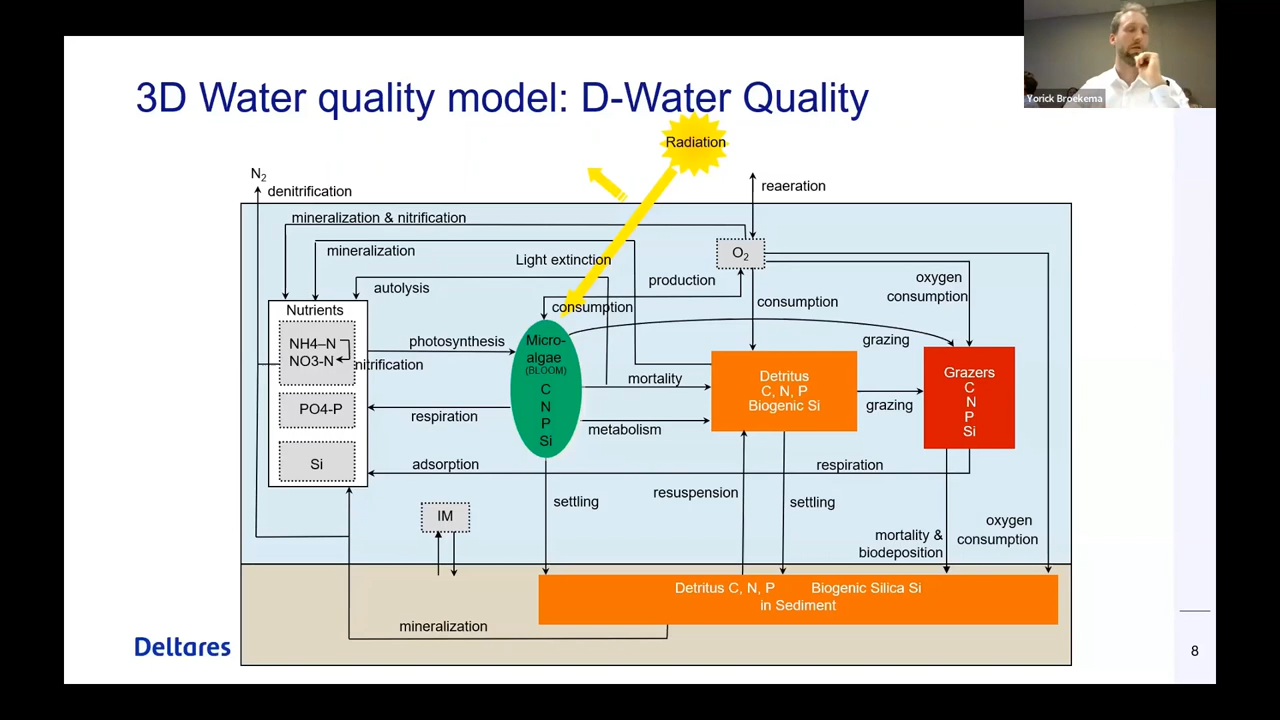 Yorick Broekema
3D Water quality model: D-Water Quality
Radiation
N2
denitrification
reaeration
mineralization & nitrification
mineralization
Light extinction
O2
production
oxygen
consumption
autolysis
consumption
consumption
Nutrients
NH4–N
NO3-N
nitrification
PO4-P
Si
photosynthesis
Micro-
algae
(BLOOM)
C
N
P
Si
grazing
mortality
Detritus
C, N, P
Biogenic Si
grazing
Grazers
C
N
P
Si
respiration
metabolism
adsorption
respiration
settling
resuspension
settling
IM
mortality &
biodeposition
oxygen
consumption
Detritus C, N, P Biogenic Silica Si
in Sediment
mineralization
Deltares
8